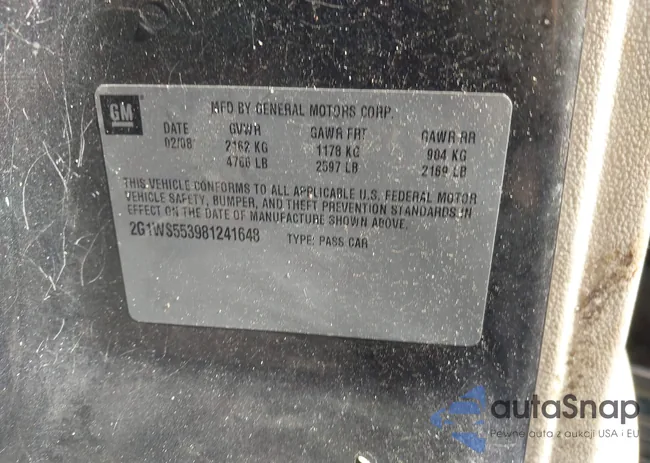 GM
MFD BY GENERAL MOTORS CORP.
DATE GVWR GAWR FRT GAWR RR
02/08 2162 KG 1178 KG 984 KG
4766 LB 2597 LB 2169 LB
THIS VEHICLE CONFORMS TO ALL APPLICABLE U.S. FEDERAL MOTOR
VEHICLE SAFETY, BUMPER, AND THEFT PREVENTION STANDARDS IN
EFFECT ON THE DATE OF MANUFACTURE SHOWN ABOVE.
2G1WS553981241648 TYPE: PASS CAR
autaSnap
Pewne auta z aukcji USA i EU